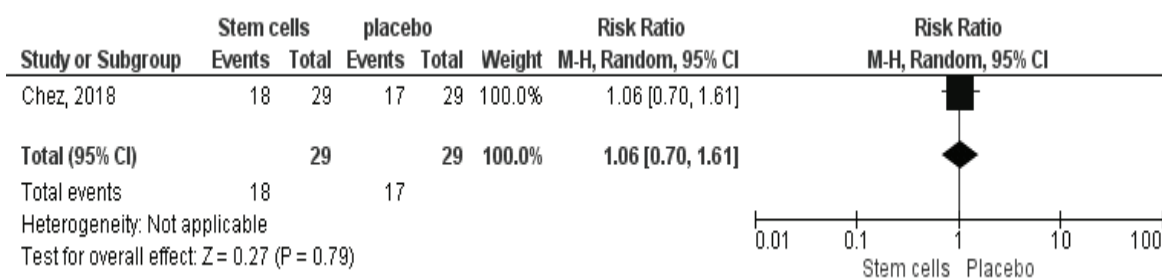 Stem cells placebo Risk Ratio Risk Ratio
Study or Subgroup Events Total Events Total Weight M-H, Random, 95% CI M-H, Random, 95% CI
Chez, 2018 18 29 17 29 100.0% 1.06 [0.70, 1.61]
Total (95% CI) 29 29 100.0% 1.06 [0.70, 1.61]
Total events 18 17
Heterogeneity: Not applicable
Test for overall effect: Z = 0.27 (P = 0.79)
0.01 0.1 1 10 100
Stem cells Placebo